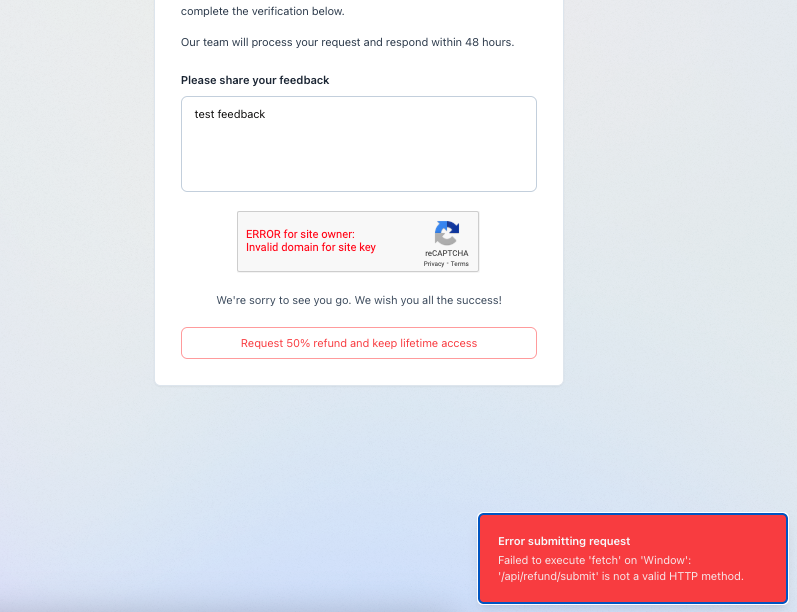 complete the verification below.
Our team will process your request and respond within 48 hours.
Please share your feedback
test feedback
ERROR for site owner:
Invalid domain for site key
reCAPTCHA
Privacy - Terms
We're sorry to see you go. We wish you all the success!
Request 50% refund and keep lifetime access
Error submitting request
Failed to execute 'fetch' on 'Window':
'/api/refund/submit' is not a valid HTTP method.